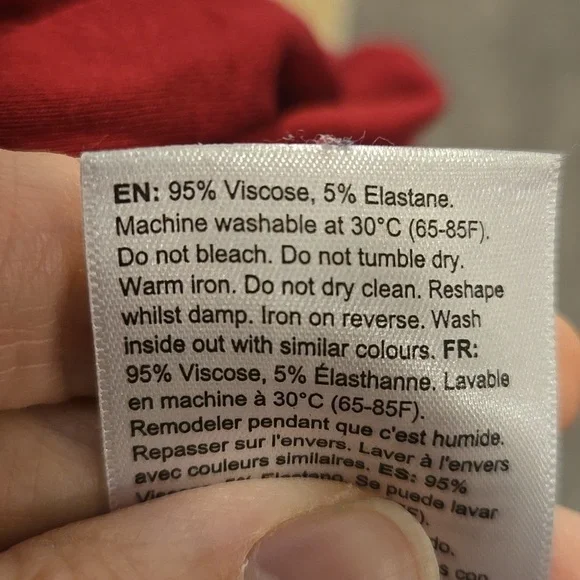 EN: 95% Viscose, 5% Elastane.
Machine washable at 30°C (65-85F).
Do not bleach. Do not tumble dry.
Warm iron. Do not dry clean. Reshape
whilst damp. Iron on reverse. Wash
inside out with similar colours. FR:
95% Viscose, 5% Élasthanne. Lavable
en machine à 30°C (65-85F).
Remodeler pendant que c'est humide.
Repasser sur l'envers. Laver à l'envers
avec couleurs similaires. ES: 95%
Elastano. Se puede lavar